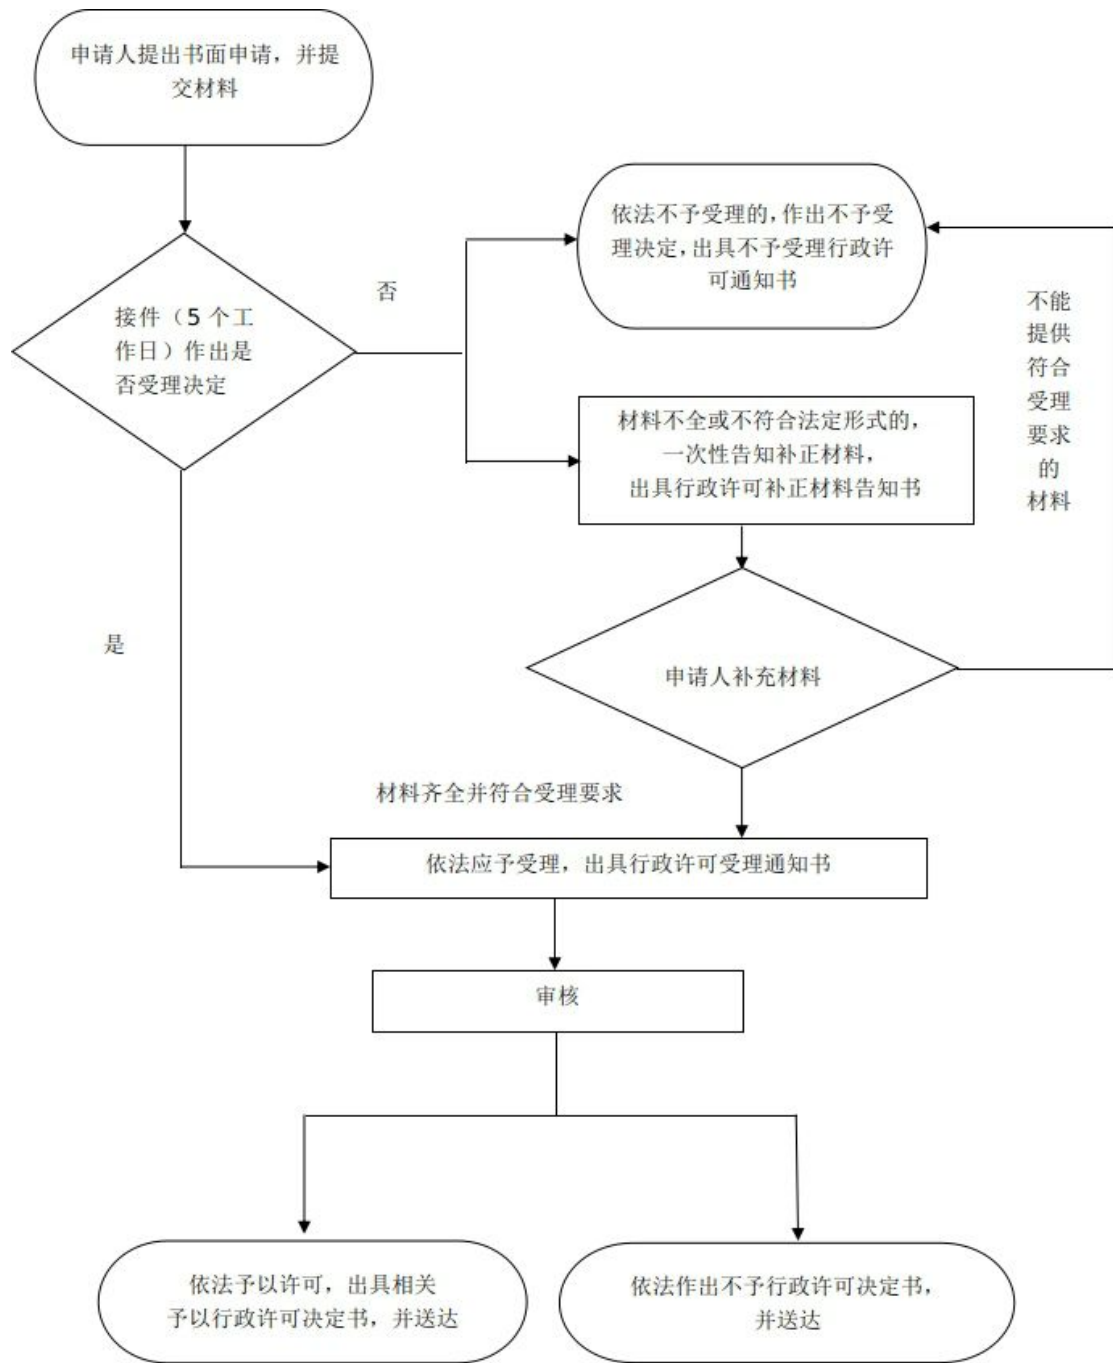 申请人提出书面申请，并提
交材料
依法不予受理的，作出不予受
理决定，出具不予受理行政许
可通知书
否
接件（5 个工
作日）作出是
否受理决定
不能
提供
符合
受理
要求
的
材料
材料不全或不符合法定形式的，
一次性告知补正材料，
出具行政许可补正材料告知书
是
申请人补充材料
材料齐全并符合受理要求
依法应予受理，出具行政许可受理通知书
审核
依法予以许可，出具相关
予以行政许可决定书，并送达
依法作出不予行政许可决定书，
并送达